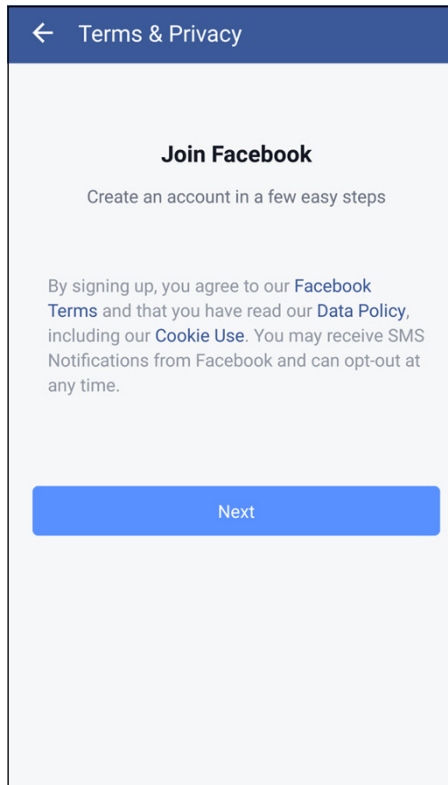 Terms & Privacy
Join Facebook
Create an account in a few easy steps
By signing up, you agree to our Facebook
Terms and that you have read our Data Policy,
including our Cookie Use. You may receive SMS
Notifications from Facebook and can opt-out at
any time.
Next